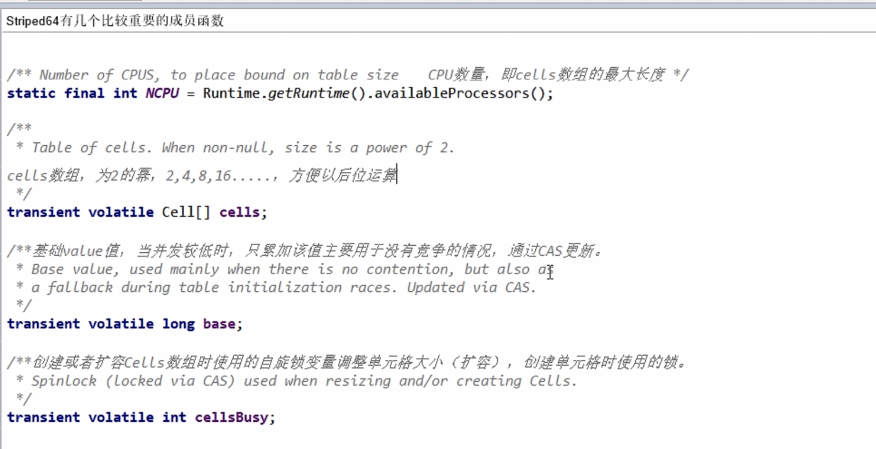 Striped64有几个比较重要的成员函数
/** Number of CPUS, to place bound on table size   CPU数量，即cells数组的最大长度 */
static final int NCPU = Runtime.getRuntime().availableProcessors();
/**
 * Table of cells. When non-null, size is a power of 2.
cells数组，为2的幂，2,4,8,16.....，方便以后位运算
 */
transient volatile Cell[] cells;
/**基础value值，当并发较低时，只累加该值主要用于没有竞争的情况，通过CAS更新。
 * Base value, used mainly when there is no contention, but also as
 * a fallback during table initialization races. Updated via CAS.
 */
transient volatile long base;
/**创建或者扩容Cells数组时使用的自旋锁变量调整单元格大小（扩容），创建单元格时使用的锁。
 * Spinlock (locked via CAS) used when resizing and/or creating Cells.
 */
transient volatile int cellsBusy;